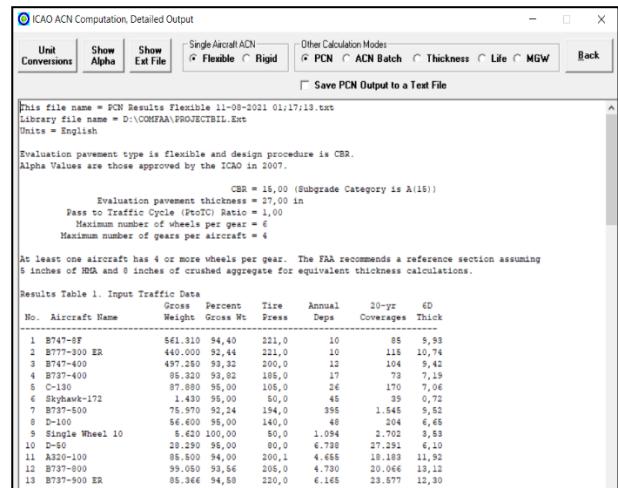 ICAO ACN Computation, Detailed Output
Unit Conversions
Show Alpha
Show Ext File
Single Aircraft ACN
Flexible Rigid
Other Calculation Modes
PCN ACN Batch Thickness Life MGW
Back
Save PCN Output to a Text File
This file name = PCN Results Flexible 11-08-2021 01;17;13.txt
Library file name = D:\COMFAA\PROJECTBIL.Ext
Units = English
Evaluation pavement type is flexible and design procedure is CBR.
Alpha Values are those approved by the ICAO in 2007.
CBR = 15,00 (Subgrade Category is A(15))
Evaluation pavement thickness = 27,00 in
Pass to Traffic Cycle (PtoTC) Ratio = 1,00
Maximum number of wheels per gear = 6
Maximum number of gears per aircraft = 4
At least one aircraft has 4 or more wheels per gear. The FAA recommends a reference section assuming
5 inches of HMA and 8 inches of crushed aggregate for equivalent thickness calculations.
Results Table 1. Input Traffic Data
Gross Percent Tire Annual 20-yr 6D
No. Aircraft Name Weight Gross Wt Press Deps Coverages Thick
1 B747-8F 561.310 94,40 221,0 10 85 9,93
2 B777-300 ER 440.000 92,44 221,0 10 115 10,74
3 B747-400 497.250 93,32 200,0 12 104 9,42
4 B737-400 85.320 93,82 185,0 17 73 7,19
5 C-130 87.880 95,00 105,0 26 170 7,06
6 Skyhawk-172 1.430 95,00 50,0 45 39 0,72
7 B737-500 75.970 92,24 194,0 395 1.545 9,52
8 D-100 56.600 95,00 140,0 48 204 6,65
9 Single Wheel 10 5.620 100,00 50,0 1.094 2.702 3,53
10 D-50 28.290 95,00 80,0 6.738 27.291 6,10
11 A320-100 85.500 94,00 200,1 4.655 18.183 11,92
12 B737-800 99.050 93,56 205,0 4.730 20.066 13,12
13 B737-900 ER 85.366 94,58 220,0 6.165 23.577 12,30